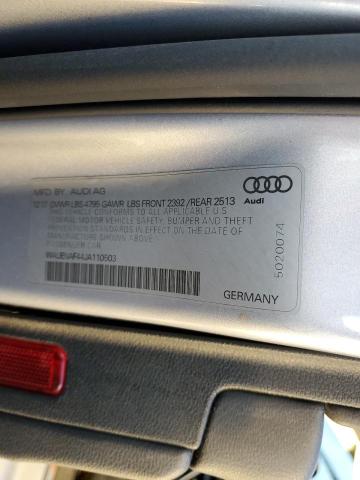 MFD BY AUDI AG
12/17 GVWR LBS 4795 GAWR LBS FRONT 2392 /REAR 2513
THIS VEHICLE CONFORMS TO ALL APPLICABLE U.S.
FEDERAL MOTOR VEHICLE SAFETY, BUMPER AND THEFT
PREVENTION STANDARDS IN EFFECT ON THE DATE OF
MANUFACTURE SHOWN ABOVE
PASSENGER CAR
WAUENAF44JA110503
Audi
5020074
GERMANY